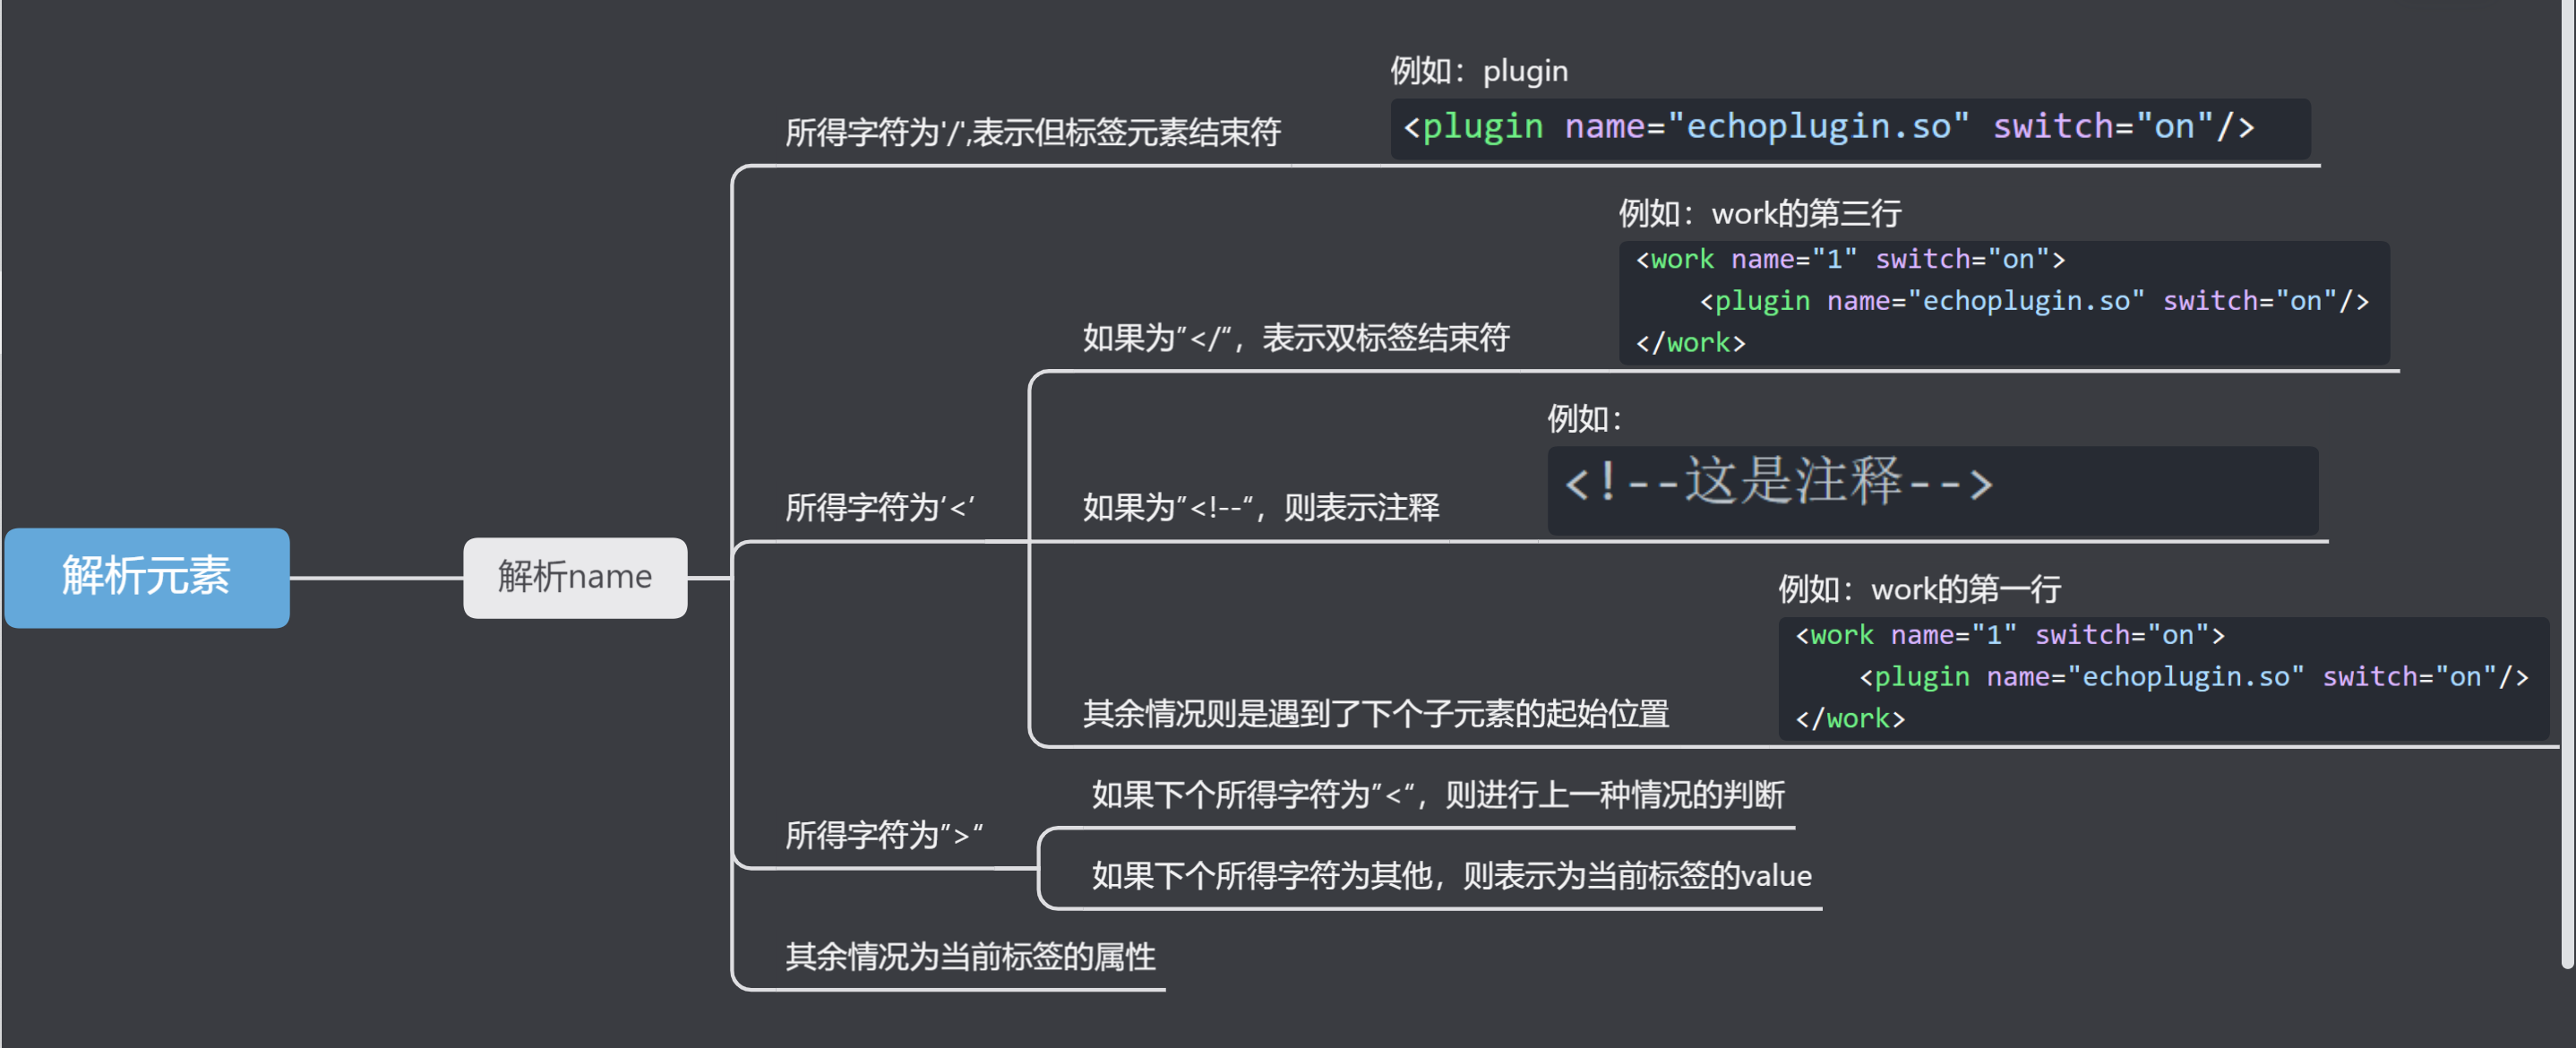 例如：plugin
所得字符为'/',表示但标签元素结束符
<plugin name="echoplugin.so" switch="on"/>
例如：work的第三行
<work name="1" switch="on">
<plugin name="echoplugin.so" switch="on"/>
</work>
如果为”</“，表示双标签结束符
例如：
<!--这是注释-->
所得字符为‘<’
如果为”<!--“，则表示注释
解析元素
解析name
例如：work的第一行
<work name="1" switch="on">
<plugin name="echoplugin.so" switch="on"/>
</work>
其余情况则是遇到了下个子元素的起始位置
所得字符为”>“
如果下个所得字符为”<“，则进行上一种情况的判断
如果下个所得字符为其他，则表示为当前标签的value
其余情况为当前标签的属性